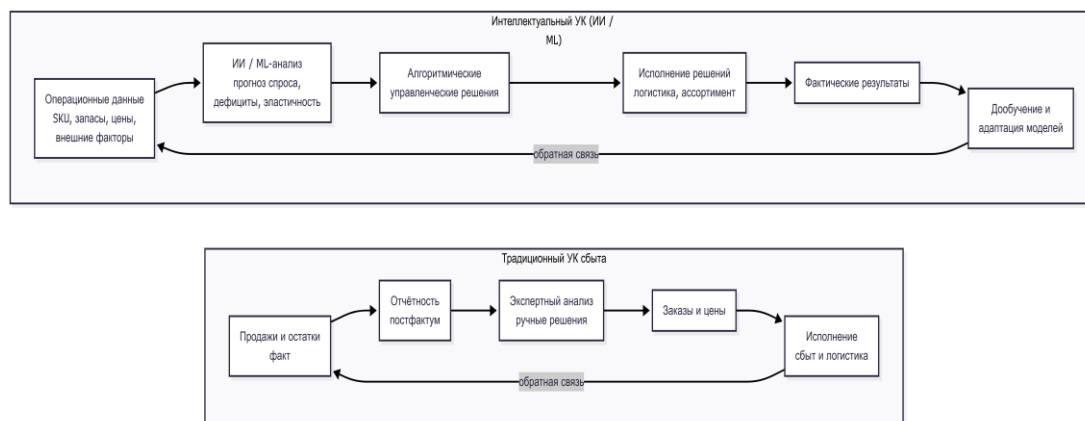 Интеллектуальный УК (ИИ /
ML)
Операционные данные
SKU, запасы, цены,
внешние факторы
ИИ / ML-анализ
прогноз спроса,
дефициты, эластичность
Алгоритмические
управленческие решения
Исполнение решений
логистика, ассортимент
Фактические результаты
Дообучение и
адаптация моделей
обратная связь
Традиционный УК сбыта
Продажи и остатки
факт
Отчётность
постфактум
Экспертный анализ
ручные решения
Заказы и цены
Исполнение
сбыт и логистика
обратная связь